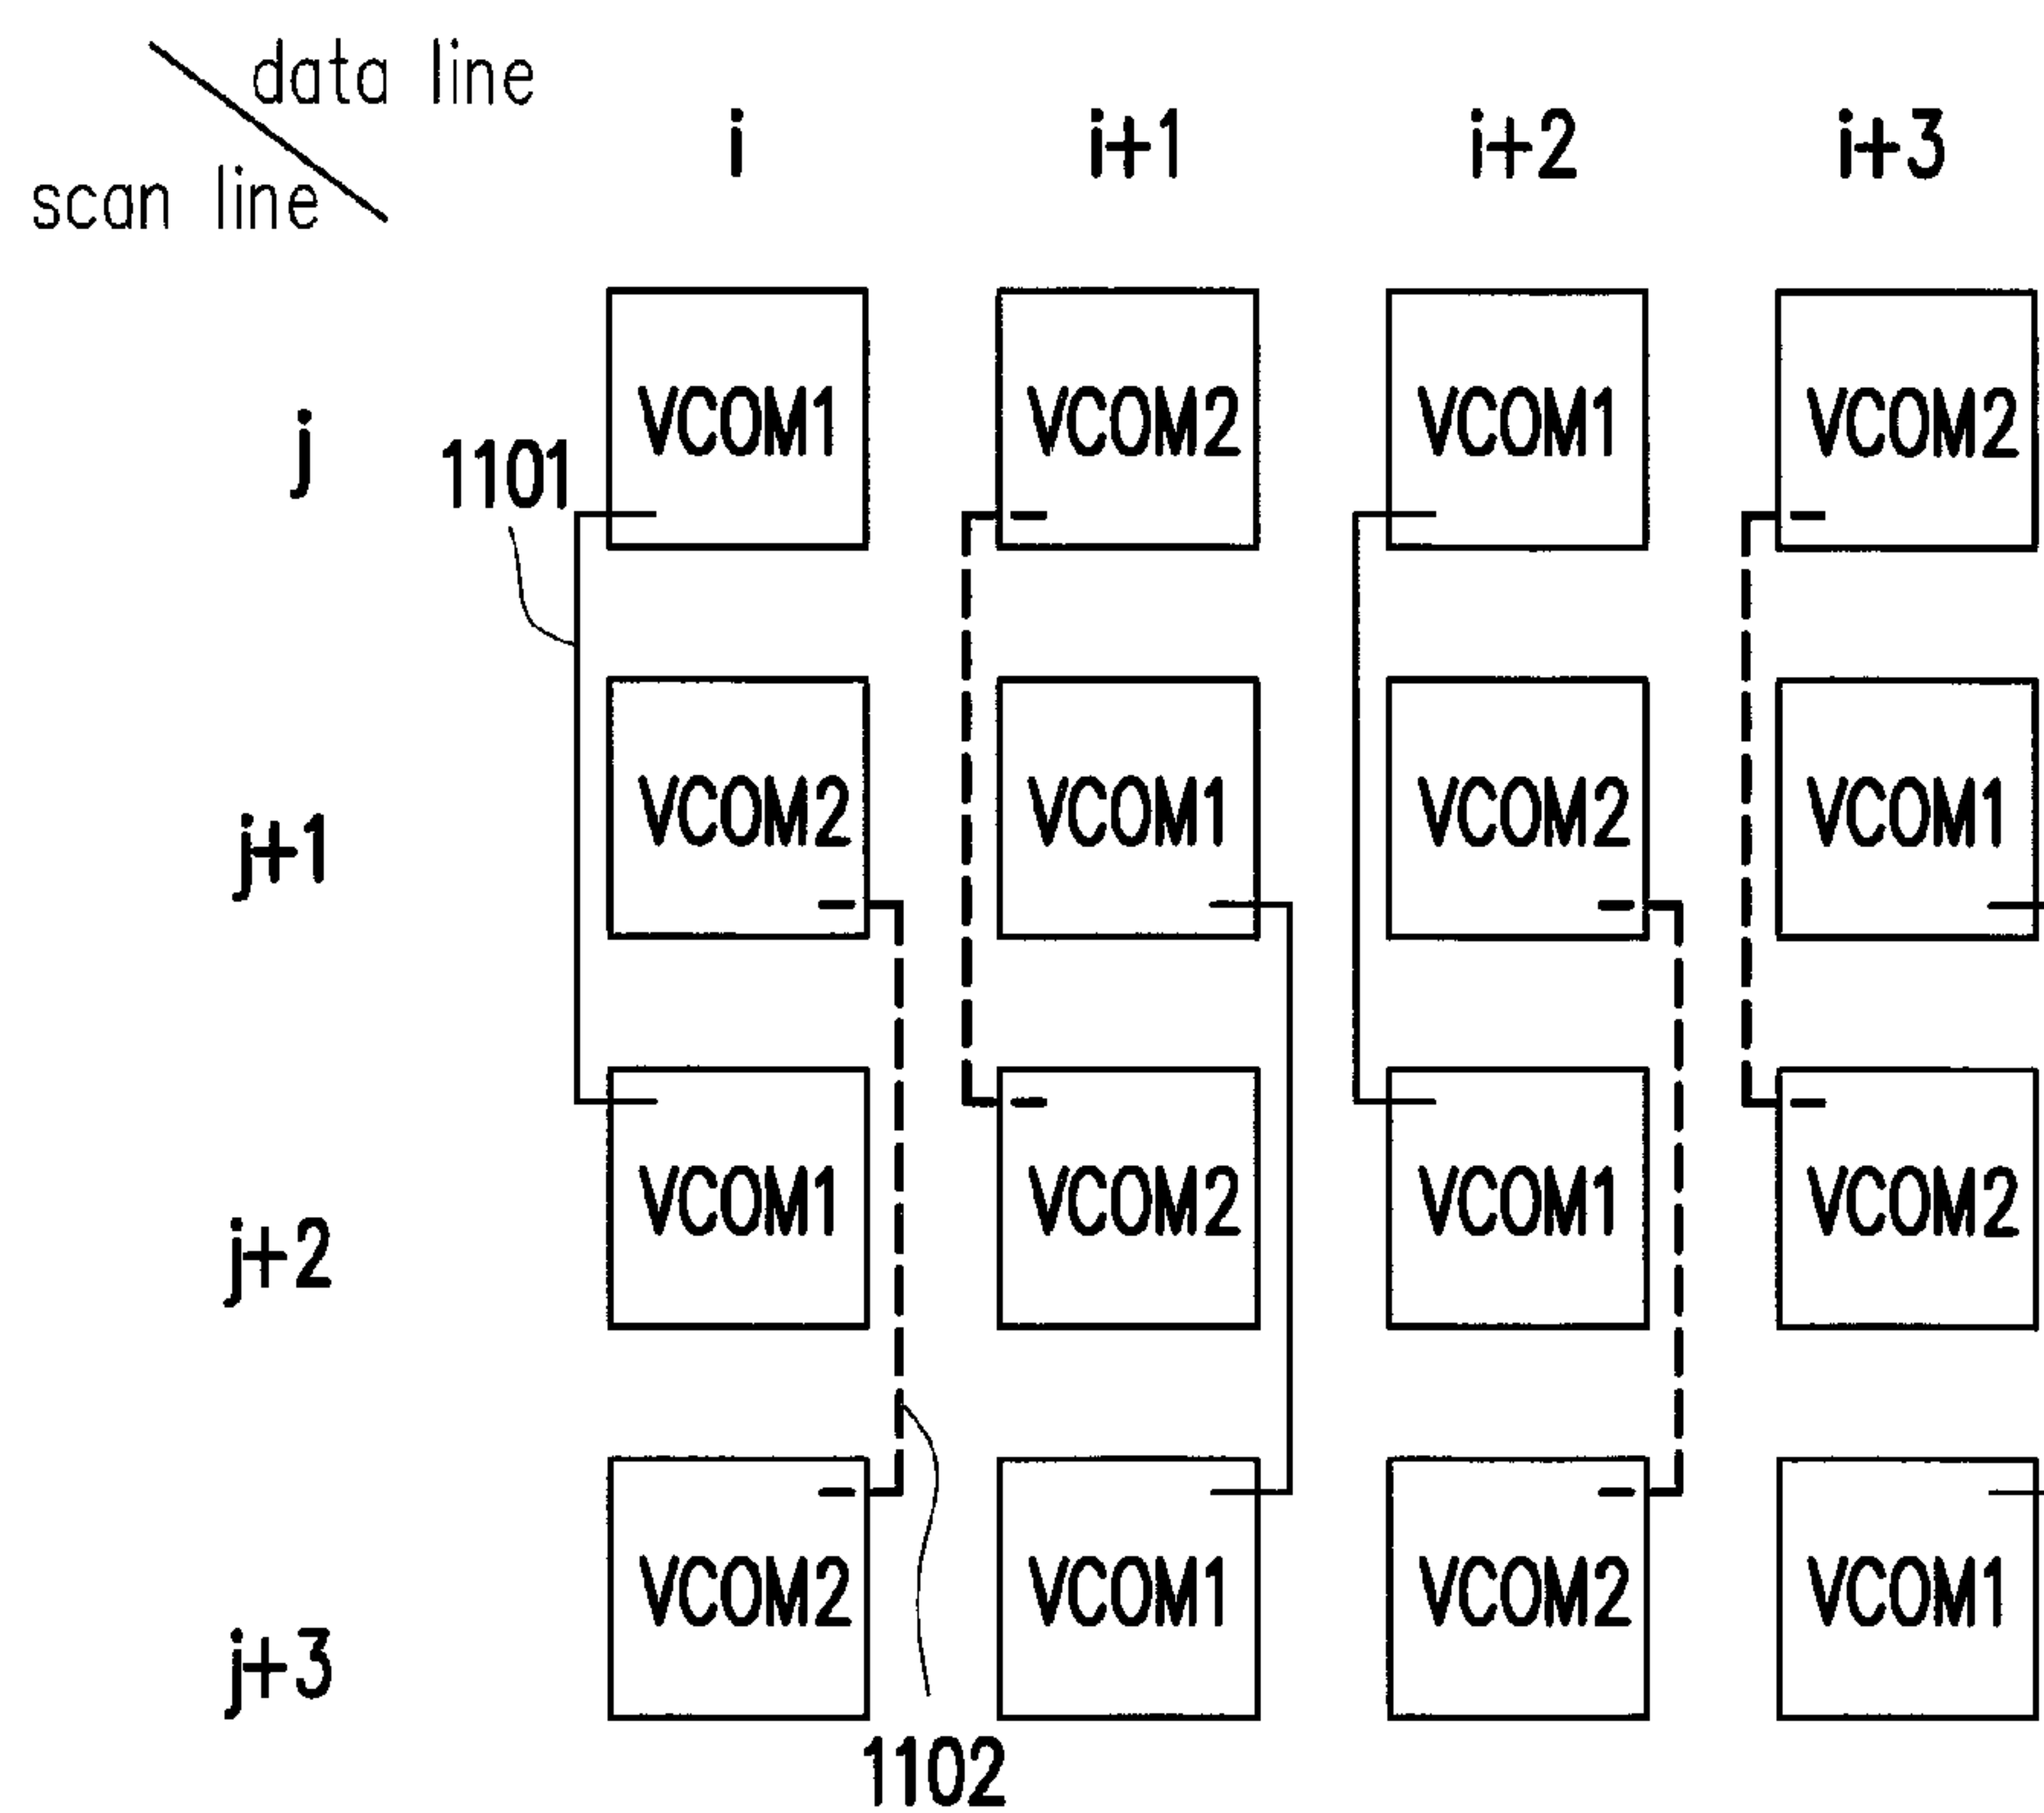 data line
scan line
i i+1 i+2 i+3
j 1101 VCOM1 VCOM2 VCOM1 VCOM2
j+1 VCOM2 VCOM1 VCOM2 VCOM1
j+2 VCOM1 VCOM2 VCOM1 VCOM2
j+3 VCOM2 VCOM1 VCOM2 VCOM1
1102